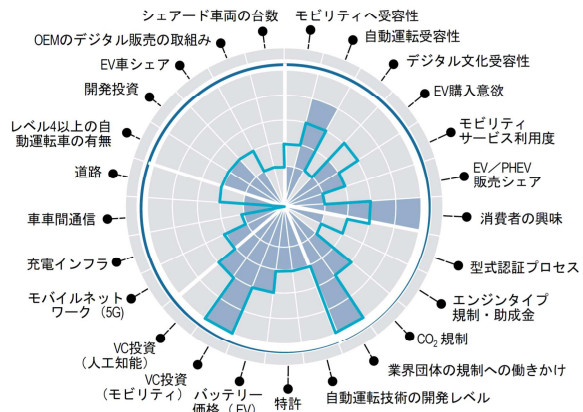 シェアード車両の台数
モビリティへ受容性
自動運転受容性
デジタル文化受容性
EV購入意欲
モビリティ
サービス利用度
EV/PHEV
販売シェア
消費者の興味
型式認証プロセス
エンジンタイプ
規制・助成金
CO₂ 規制
業界団体の規制への働きかけ
自動運転技術の開発レベル
特許
バッテリー
価格（EV）
VC投資
（モビリティ）
VC投資
（人工知能）
モバイルネット
ワーク（5G）
充電インフラ
車車間通信
道路
レベル4以上の自
動運転車の有無
開発投資
EV車シェア
OEMのデジタル販売の取組み